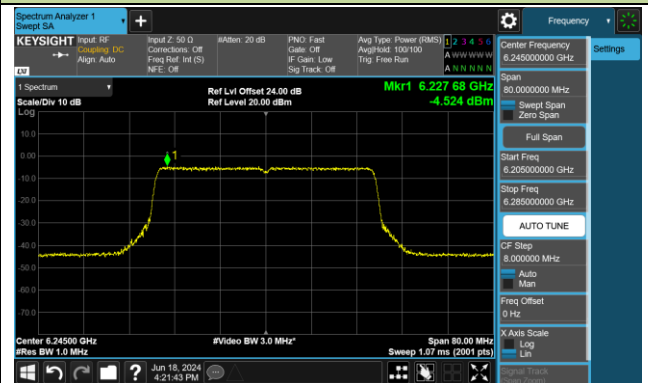 Spectrum Analyzer 1
Swept SA
Frequency
KEYSIGHT
Input: RF
Coupling: DC
Align: Auto
Input Z: 50 Ω
Corrections: Off
Freq Ref: Int (S)
NFE: Off
#Atten: 20 dB
PNO: Fast
Gate: Off
IF Gain: Low
Sig Track: Off
Avg Type: Power (RMS)
Avg|Hold: 100/100
Trig: Free Run
1 2 3 4 5 6
A W W W W W
A N N N N N
LXI
1 Spectrum
Scale/Div 10 dB
Log
Ref Lvl Offset 24.00 dB
Ref Level 20.00 dBm
Mkr1 6.227 68 GHz
-4.524 dBm
10.0
0.00
-10.0
-20.0
-30.0
-40.0
-50.0
-60.0
-70.0
1
Center 6.24500 GHz
#Res BW 1.0 MHz
#Video BW 3.0 MHz*
Span 80.00 MHz
Sweep 1.07 ms (2001 pts)
Jun 18, 2024
4:21:43 PM
Center Frequency
6.245000000 GHz
Settings
Span
80.0000000 MHz
Swept Span
Zero Span
Full Span
Start Freq
6.205000000 GHz
Stop Freq
6.285000000 GHz
AUTO TUNE
CF Step
8.000000 MHz
Auto
Man
Freq Offset
0 Hz
X Axis Scale
Log
Lin
Signal Track
(Span Zoom)